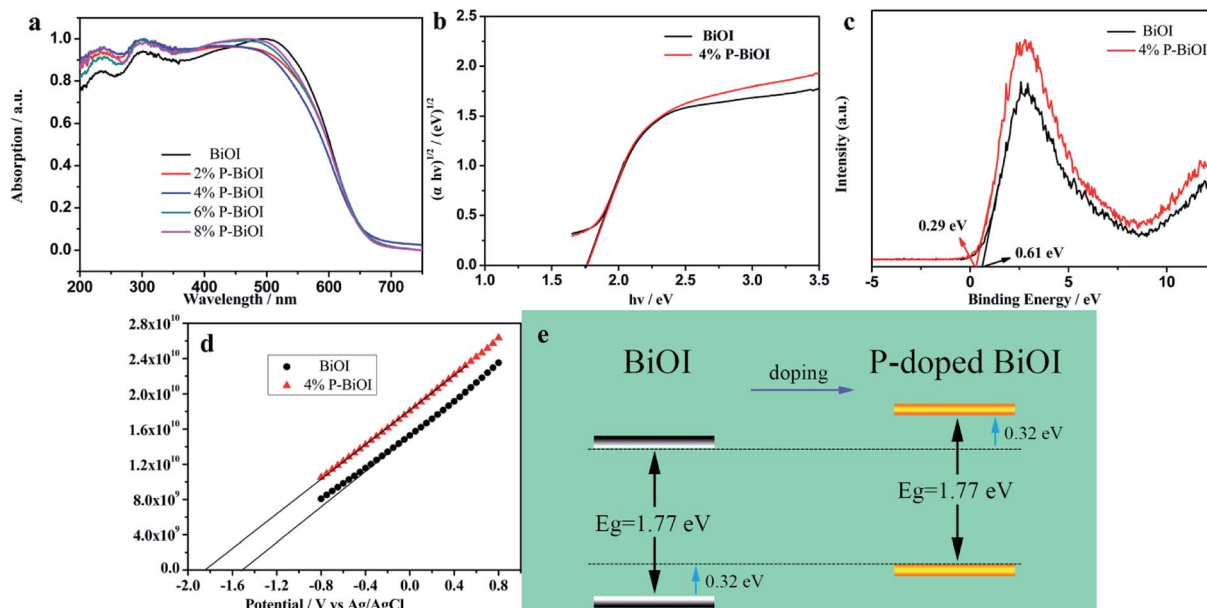 a
Absorption / a.u.
1.0
0.8
0.6
0.4
0.2
0.0
BiOI
2% P-BiOI
4% P-BiOI
6% P-BiOI
8% P-BiOI
200 300 400 500 600 700
Wavelength / nm
b
(α hv)^1/2 / (eV)^1/2
2.5
2.0
1.5
1.0
0.5
0.0
BiOI
4% P-BiOI
1.0 1.5 2.0 2.5 3.0 3.5
hv / eV
c
Intensity (a.u.)
BiOI
4% P-BiOI
0.29 eV
0.61 eV
-5 0 5 10
Binding Energy / eV
d
2.8x10^10
2.4x10^10
2.0x10^10
1.6x10^10
1.2x10^10
8.0x10^9
4.0x10^9
0.0
BiOI
4% P-BiOI
-2.0 -1.6 -1.2 -0.8 -0.4 0.0 0.4 0.8
Potential / V vs Ag/AgCl
e
BiOI
doping
P-doped BiOI
0.32 eV
Eg=1.77 eV
Eg=1.77 eV
0.32 eV